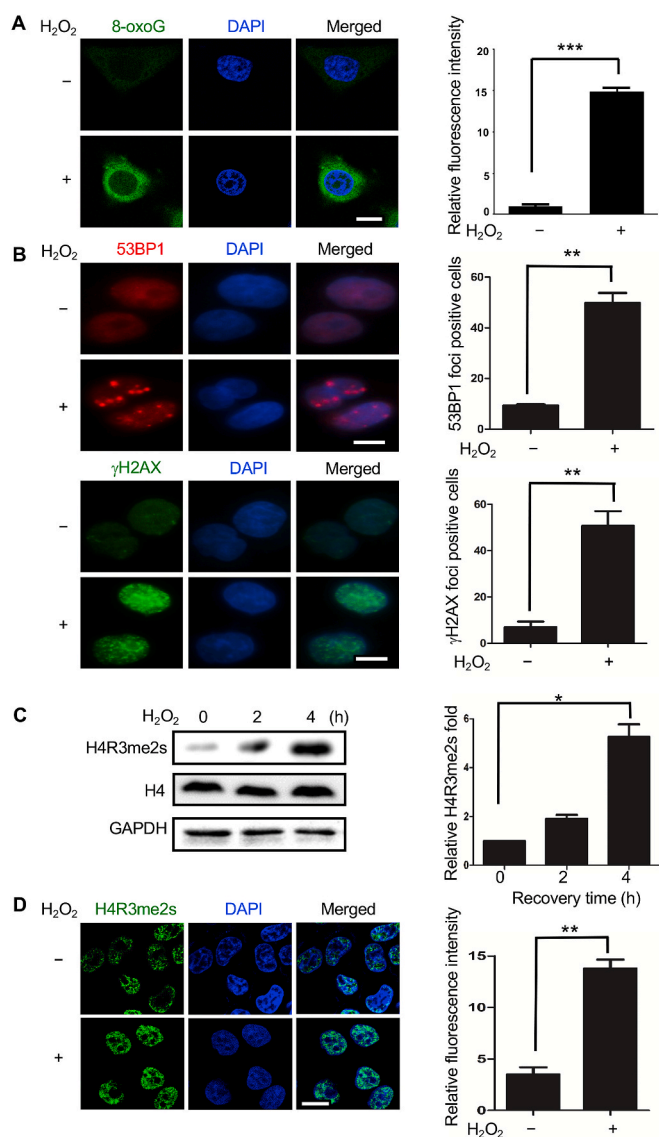 A
H₂O₂ 8-oxoG DAPI Merged
−
+
Relative fluorescence intensity
20
15
10
5
0
***
H₂O₂ − +
B
H₂O₂ 53BP1 DAPI Merged
−
+
53BP1 foci positive cells
60
40
20
0
**
H₂O₂ − +
γH2AX DAPI Merged
−
+
γH2AX foci positive cells
60
40
20
0
**
H₂O₂ − +
C
H₂O₂ 0 2 4 (h)
H4R3me2s
H4
GAPDH
Relative H4R3me2s fold
6
4
2
0
*
0 2 4
Recovery time (h)
D
H₂O₂ H4R3me2s DAPI Merged
−
+
Relative fluorescence intensity
15
10
5
0
**
H₂O₂ − +